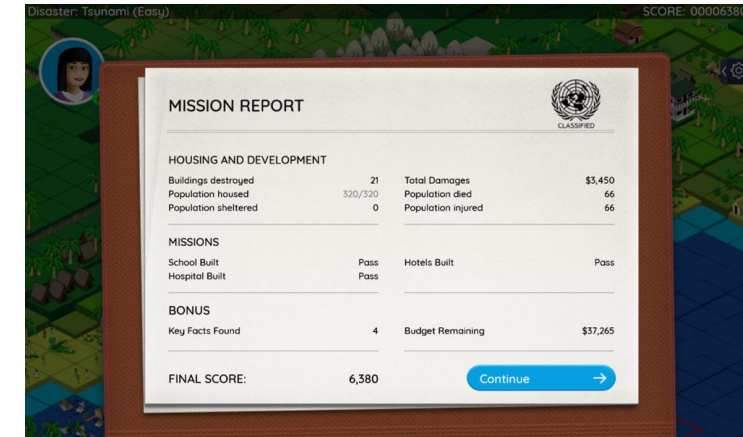 Disaster: Tsunami (Easy)
SCORE: 00006380
MISSION REPORT
CLASSIFIED
HOUSING AND DEVELOPMENT
Buildings destroyed 21 Total Damages $3,450
Population housed 320/320 Population died 66
Population sheltered 0 Population injured 66
MISSIONS
School Built Pass Hotels Built Pass
Hospital Built Pass
BONUS
Key Facts Found 4 Budget Remaining $37,265
FINAL SCORE: 6,380 Continue →